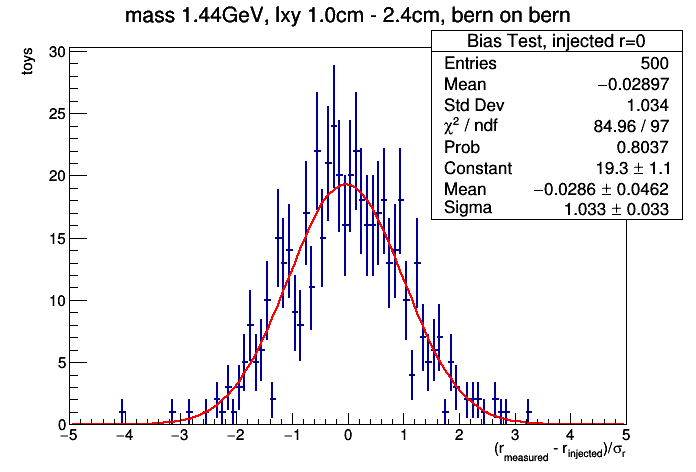 mass 1.44GeV, lxy 1.0cm - 2.4cm, bern on bern
toys
Bias Test, injected r=0
Entries 500
Mean −0.02897
Std Dev 1.034
χ² / ndf 84.96 / 97
Prob 0.8037
Constant 19.3 ± 1.1
Mean −0.0286 ± 0.0462
Sigma 1.033 ± 0.033
30
25
20
15
10
5
0
−5 −4 −3 −2 −1 0 1 2 3 4 5
(r_measured - r_injected)/σ_r